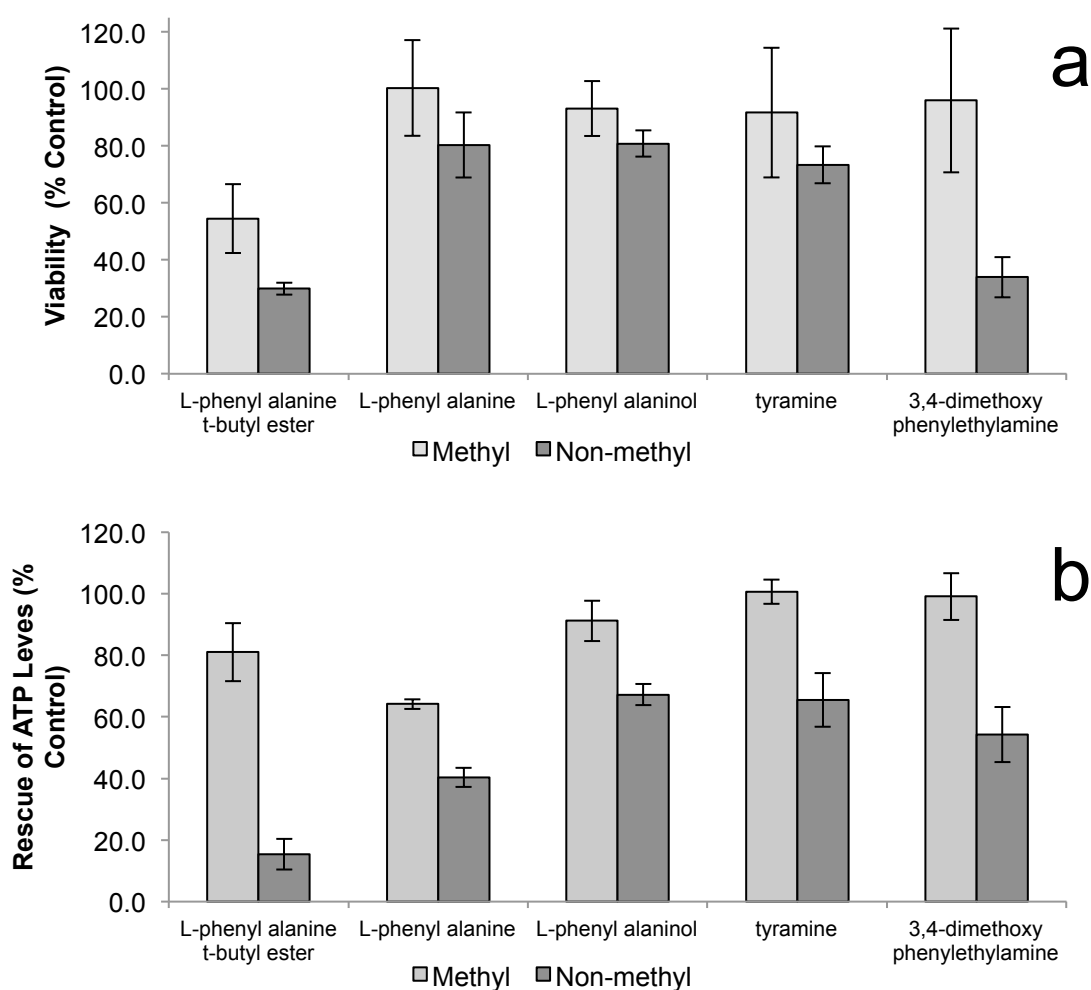 a
Viability (% Control)
120.0
100.0
80.0
60.0
40.0
20.0
0.0
L-phenyl alanine
t-butyl ester
L-phenyl alanine
L-phenyl alaninol
tyramine
3,4-dimethoxy
phenylethylamine
Methyl
Non-methyl
b
Rescue of ATP Leves (%
Control)
120.0
100.0
80.0
60.0
40.0
20.0
0.0
L-phenyl alanine
t-butyl ester
L-phenyl alanine
L-phenyl alaninol
tyramine
3,4-dimethoxy
phenylethylamine
Methyl
Non-methyl